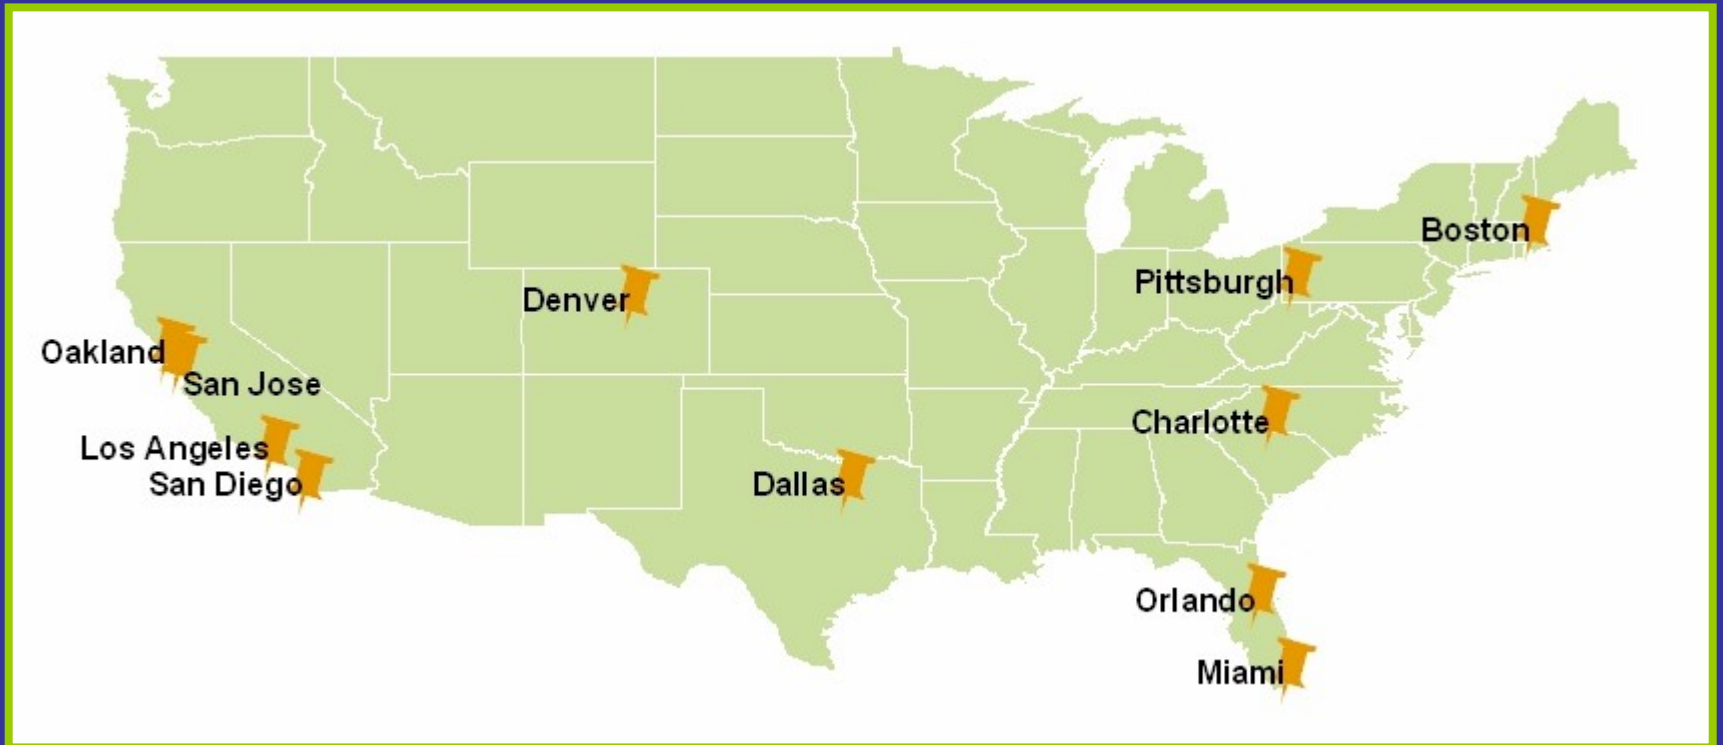 Boston
Pittsburgh
Denver
Oakland
San Jose
Charlotte
Los Angeles
San Diego
Dallas
Orlando
Miami